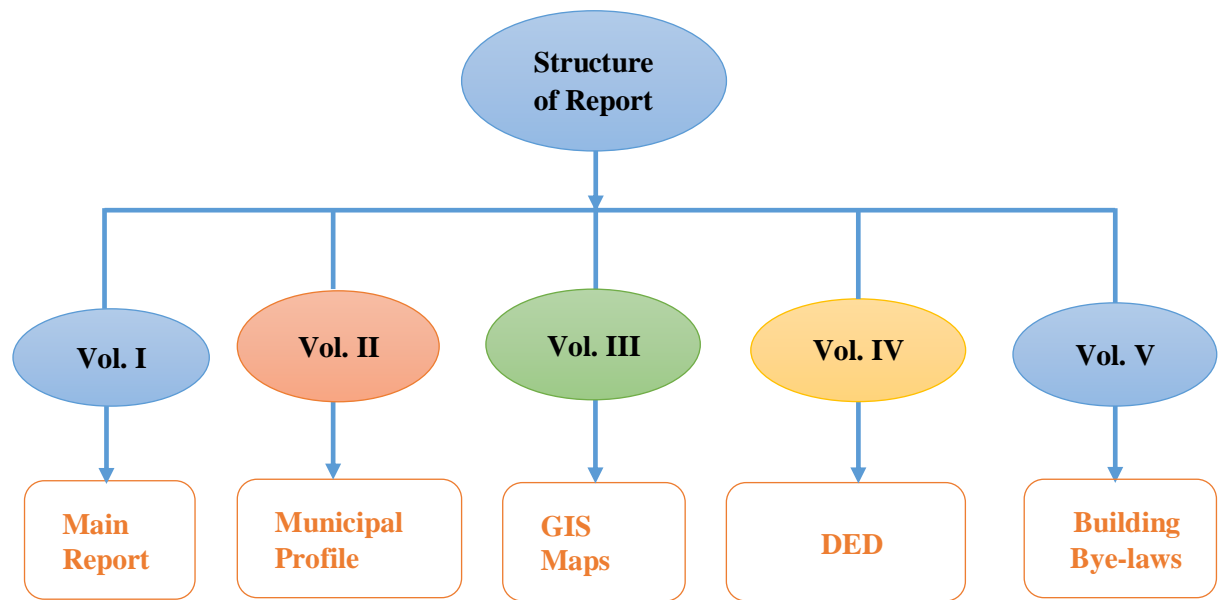 Structure
of Report
Vol. I
Vol. II
Vol. III
Vol. IV
Vol. V
Main
Report
Municipal
Profile
GIS
Maps
DED
Building
Bye-laws